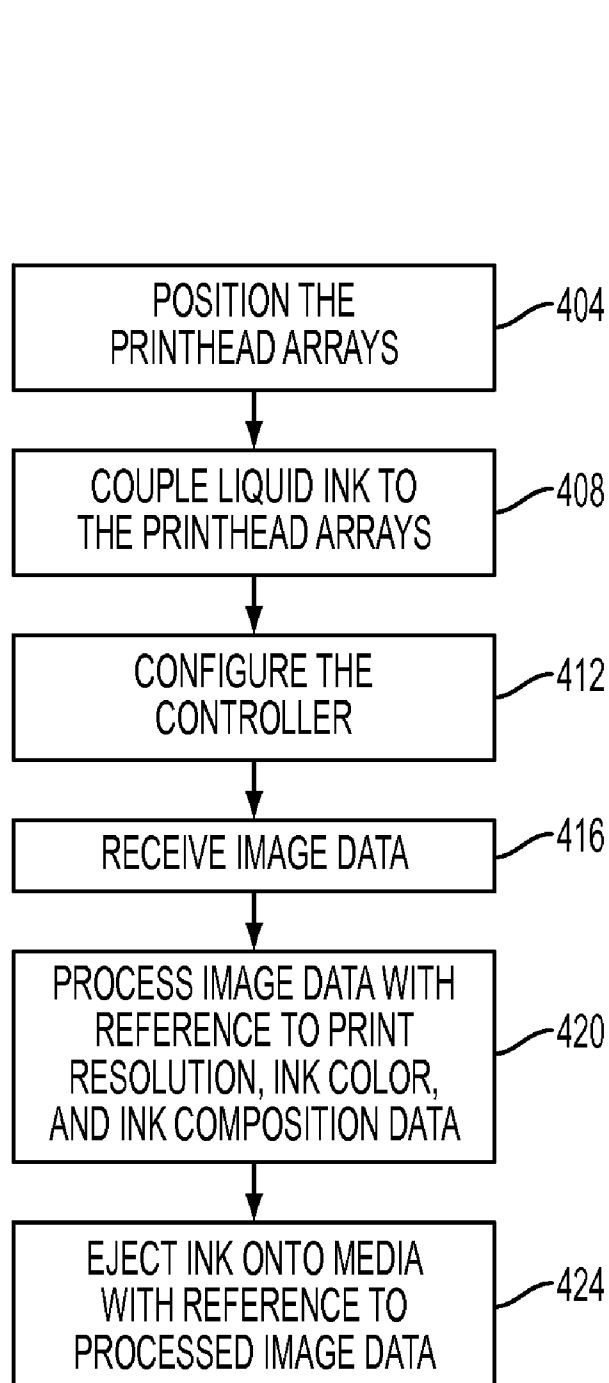 POSITION THE
PRINTHEAD ARRAYS
404
COUPLE LIQUID INK TO
THE PRINTHEAD ARRAYS
408
CONFIGURE THE
CONTROLLER
412
RECEIVE IMAGE DATA
416
PROCESS IMAGE DATA WITH
REFERENCE TO PRINT
RESOLUTION, INK COLOR,
AND INK COMPOSITION DATA
420
EJECT INK ONTO MEDIA
WITH REFERENCE TO
PROCESSED IMAGE DATA
424